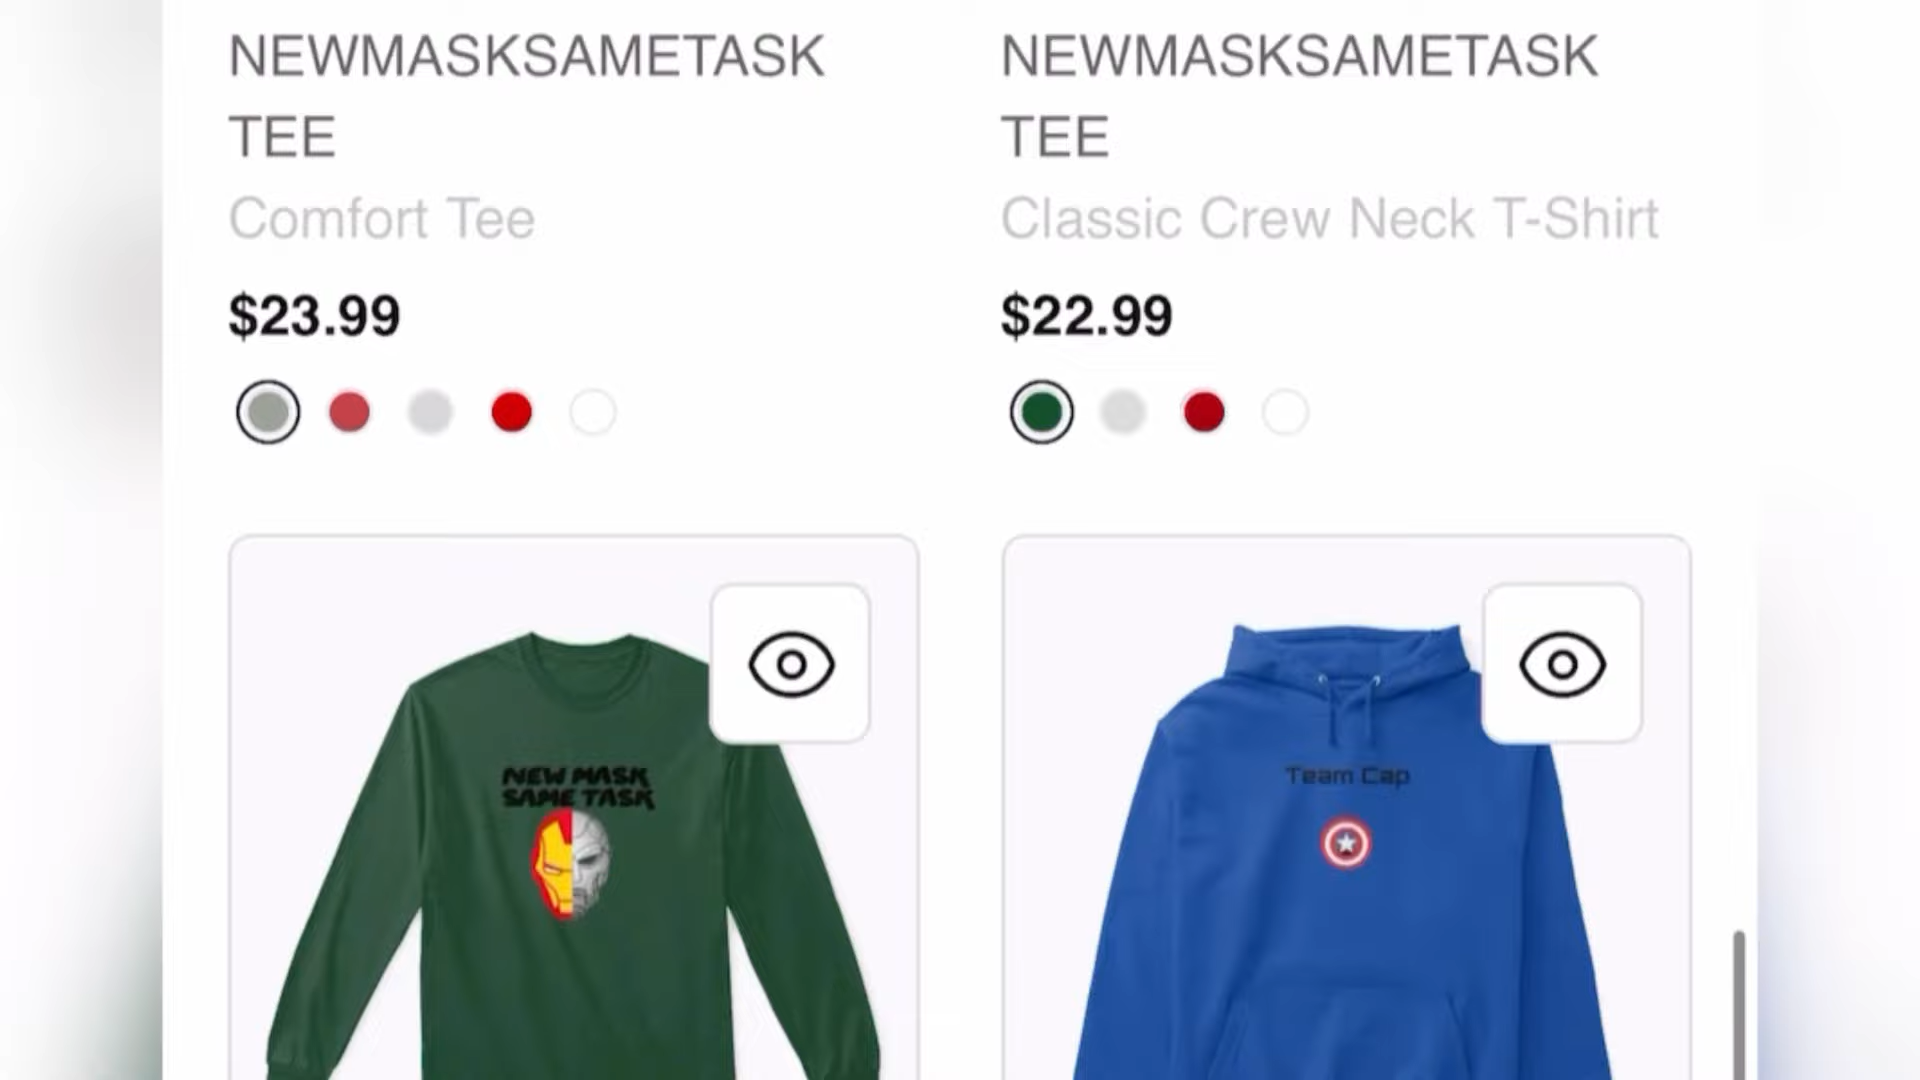 NEWMASKSAMETASK
TEE
Comfort Tee
$23.99
NEWMASKSAMETASK
TEE
Classic Crew Neck T-Shirt
$22.99
NEW MASK
SAME TASK
Team Cap